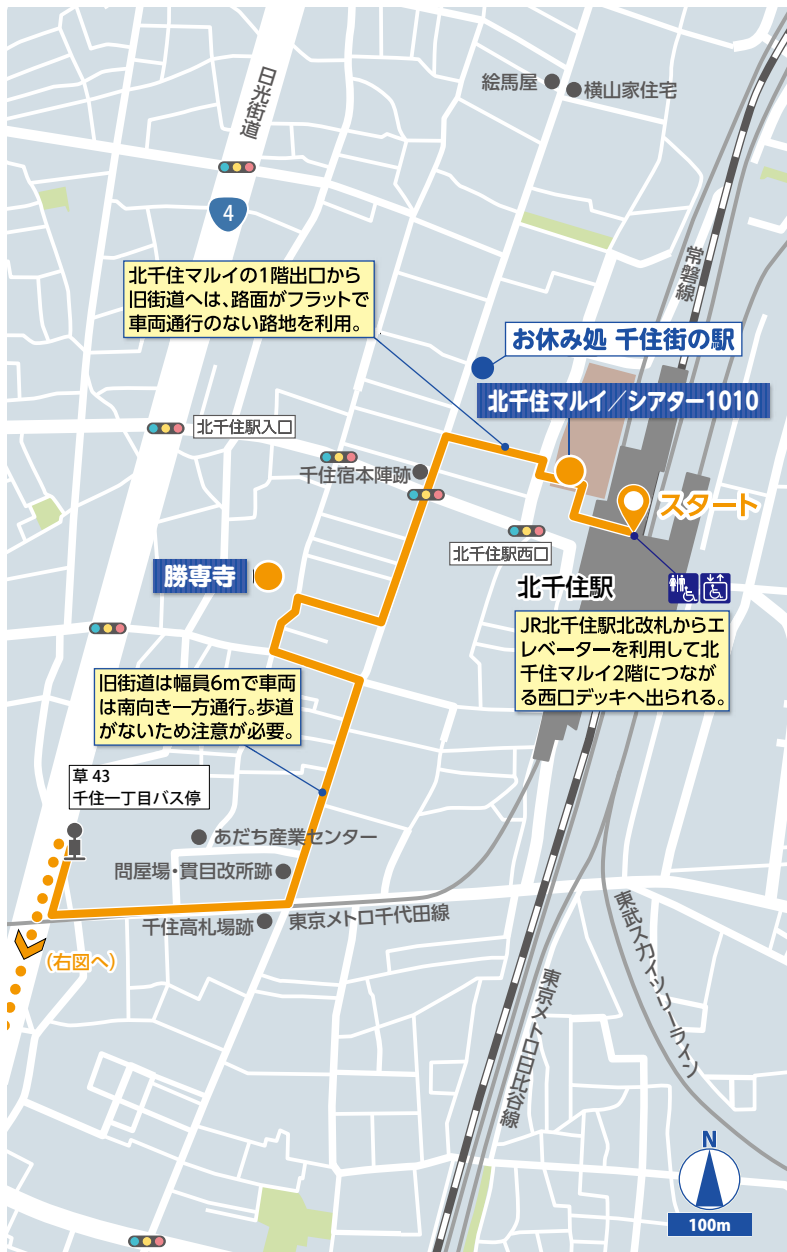 絵馬屋
横山家住宅
日光街道
4
常磐線
北千住マルイの1階出口から
旧街道へは、路面がフラットで
車両通行のない路地を利用。
お休み処 千住街の駅
北千住マルイ／シアター1010
北千住駅入口
千住宿本陣跡
スタート
北千住駅西口
勝専寺
北千住駅
JR北千住駅北改札からエ
レベーターを利用して北
千住マルイ2階につなが
る西口デッキへ出られる。
旧街道は幅員6mで車両
は南向き一方通行。歩道
がないため注意が必要。
草 43
千住一丁目バス停
あだち産業センター
問屋場・貫目改所跡
千住高札場跡
東京メトロ千代田線
(右図へ)
東武スカイツリーライン
東京メトロ日比谷線
N
100m